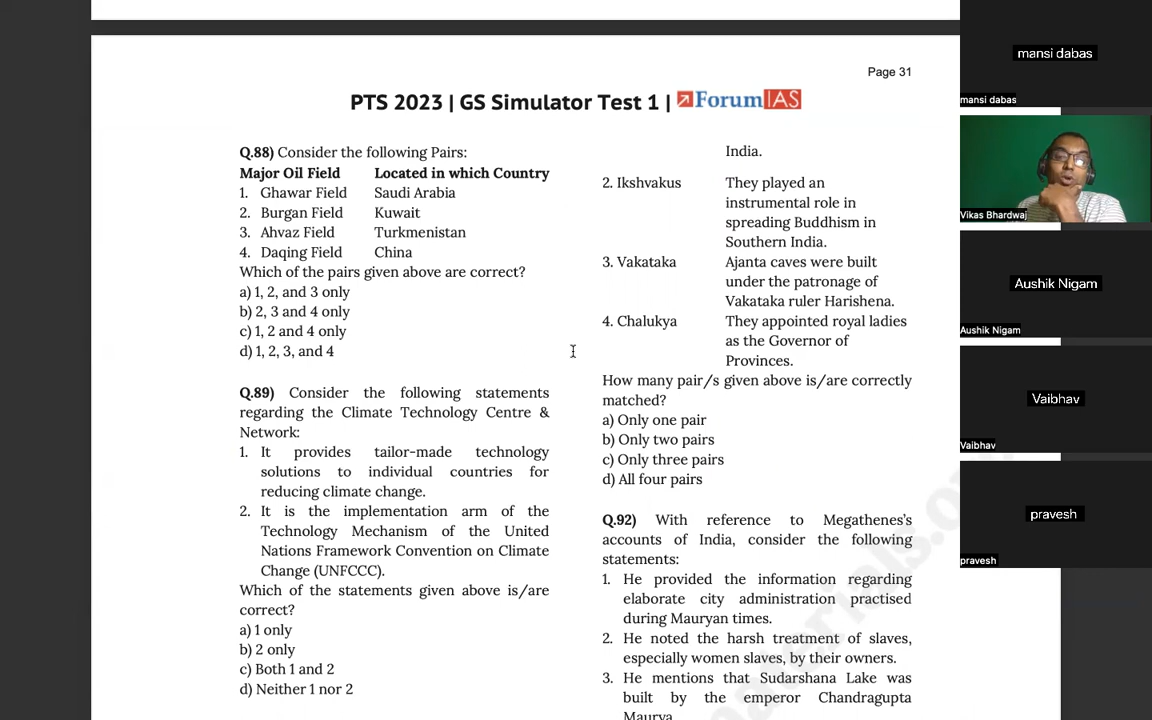 Page 31
PTS 2023 | GS Simulator Test 1 | ForumIAS
Q.88) Consider the following Pairs:
Major Oil Field Located in which Country
1. Ghawar Field Saudi Arabia
2. Burgan Field Kuwait
3. Ahvaz Field Turkmenistan
4. Daqing Field China
Which of the pairs given above are correct?
a) 1, 2, and 3 only
b) 2, 3 and 4 only
c) 1, 2 and 4 only
d) 1, 2, 3, and 4
Q.89) Consider the following statements
regarding the Climate Technology Centre &
Network:
1. It provides tailor-made technology
solutions to individual countries for
reducing climate change.
2. It is the implementation arm of the
Technology Mechanism of the United
Nations Framework Convention on Climate
Change (UNFCCC).
Which of the statements given above is/are
correct?
a) 1 only
b) 2 only
c) Both 1 and 2
d) Neither 1 nor 2
India.
2. Ikshvakus They played an
instrumental role in
spreading Buddhism in
Southern India.
3. Vakataka Ajanta caves were built
under the patronage of
Vakataka ruler Harishena.
4. Chalukya They appointed royal ladies
as the Governor of
Provinces.
How many pair/s given above is/are correctly
matched?
a) Only one pair
b) Only two pairs
c) Only three pairs
d) All four pairs
Q.92) With reference to Megathenes's
accounts of India, consider the following
statements:
1. He provided the information regarding
elaborate city administration practised
during Mauryan times.
2. He noted the harsh treatment of slaves,
especially women slaves, by their owners.
3. He mentions that Sudarshana Lake was
built by the emperor Chandragupta
Maurya
mansi dabas
mansi dabas
Vikas Bhardwaj
Aushik Nigam
Aushik Nigam
Vaibhav
Vaibhav
pravesh
pravesh